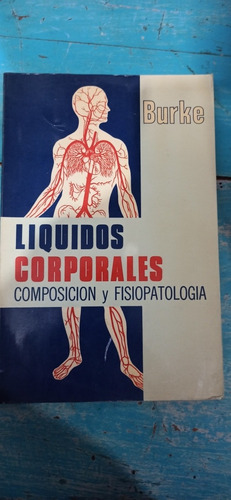 Burke
LIQUIDOS
CORPORALES
COMPOSICION y FISIOPATOLOGIA